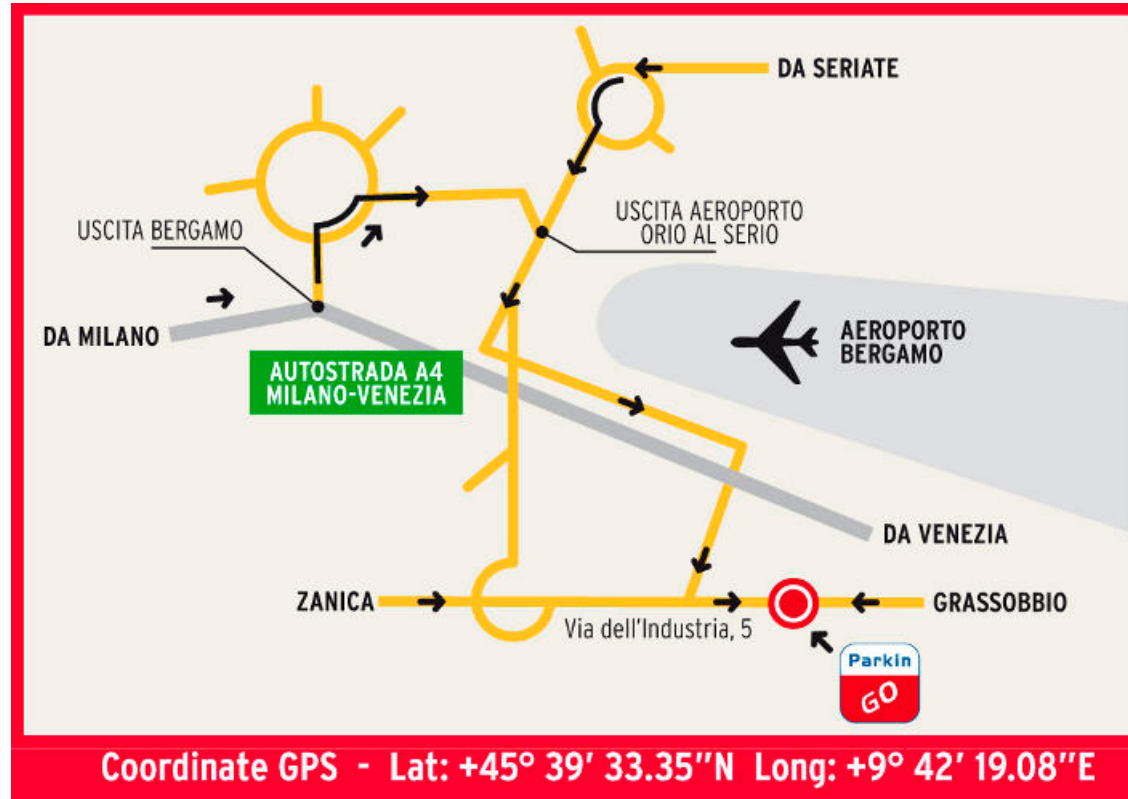 DA SERIATE
USCITA AEROPORTO
ORIO AL SERIO
USCITA BERGAMO
DA MILANO
AEROPORTO
BERGAMO
AUTOSTRADA A4
MILANO-VENEZIA
DA VENEZIA
ZANICA
GRASSOBBIO
Via dell'Industria, 5
Parkin
GO
Coordinate GPS - Lat: +45° 39' 33.35"N Long: +9° 42' 19.08"E